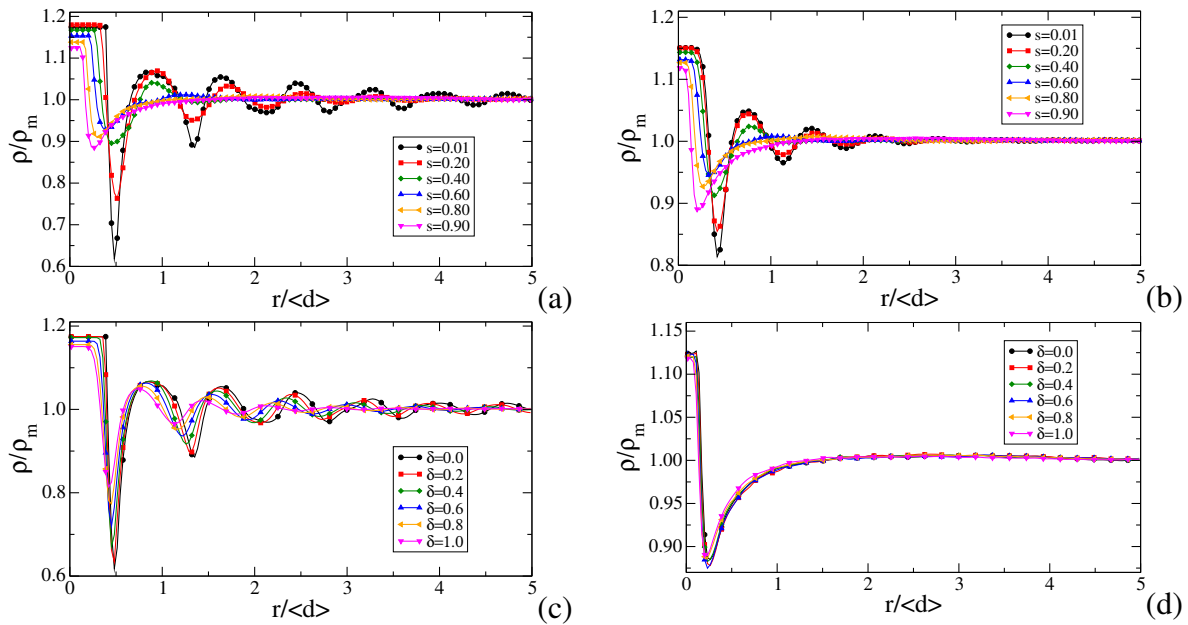 1.2
1.1
1.0
0.9
0.8
0.7
0.6
ρ/ρm
s=0.01
s=0.20
s=0.40
s=0.60
s=0.80
s=0.90
0 1 2 3 4 5
r/<d>
(a)
1.2
1.1
1.0
0.9
0.8
ρ/ρm
s=0.01
s=0.20
s=0.40
s=0.60
s=0.80
s=0.90
0 1 2 3 4 5
r/<d>
(b)
1.2
1.0
0.8
0.6
ρ/ρm
δ=0.0
δ=0.2
δ=0.4
δ=0.6
δ=0.8
δ=1.0
0 1 2 3 4 5
r/<d>
(c)
1.15
1.10
1.05
1.00
0.95
0.90
ρ/ρm
δ=0.0
δ=0.2
δ=0.4
δ=0.6
δ=0.8
δ=1.0
0 1 2 3 4 5
r/<d>
(d)